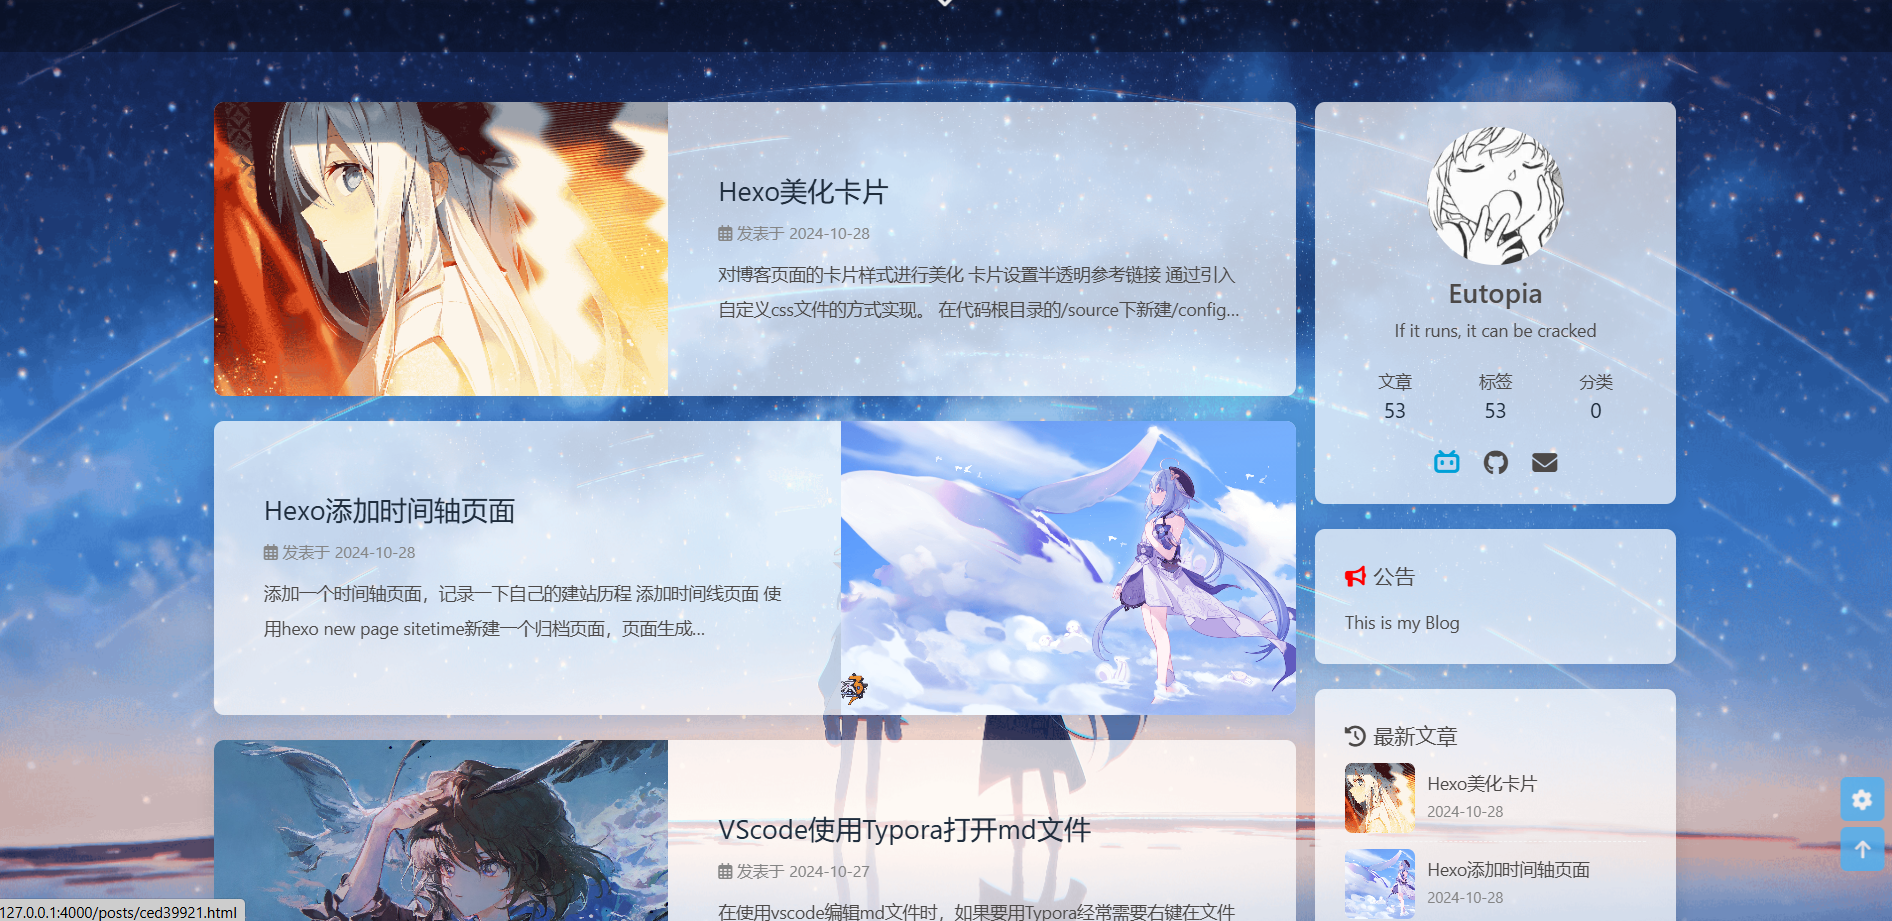 Hexo美化卡片
发表于 2024-10-28
对博客页面的卡片样式进行美化 卡片设置半透明参考链接 通过引入
自定义css文件的方式实现。 在代码根目录的/source下新建/config...
Hexo添加时间轴页面
发表于 2024-10-28
添加一个时间轴页面，记录一下自己的建站历程 添加时间线页面 使
用hexo new page sitetime新建一个归档页面，页面生成...
VScode使用Typora打开md文件
发表于 2024-10-27
在使用vscode编辑md文件时，如果要用Typora经常需要右键在文件
Eutopia
If it runs, it can be cracked
文章 标签 分类
53 53 0
公告
This is my Blog
最新文章
Hexo美化卡片
2024-10-28
Hexo添加时间轴页面
2024-10-28
127.0.0.1:4000/posts/ced39921.html